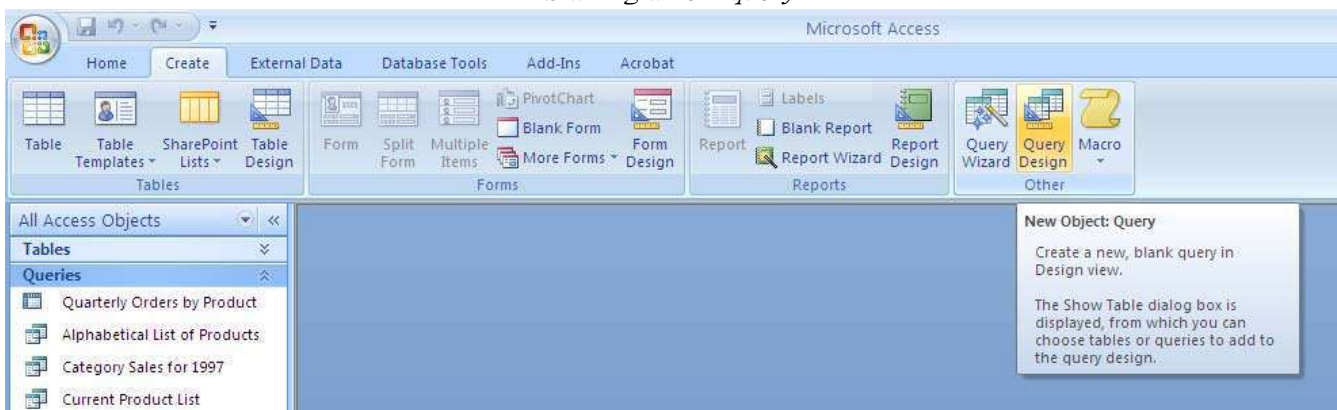 Microsoft Access
Home Create External Data Database Tools Add-Ins Acrobat
Table
Table Templates
SharePoint Lists
Table Design
Tables
Form
Split Form
Multiple Items
PivotChart
Blank Form
More Forms
Form Design
Forms
Report
Labels
Blank Report
Report Wizard
Report Design
Reports
Query Wizard
Query Design
Macro
Other
All Access Objects
Tables
Queries
Quarterly Orders by Product
Alphabetical List of Products
Category Sales for 1997
Current Product List
New Object: Query
Create a new, blank query in
Design view.
The Show Table dialog box is
displayed, from which you can
choose tables or queries to add to
the query design.